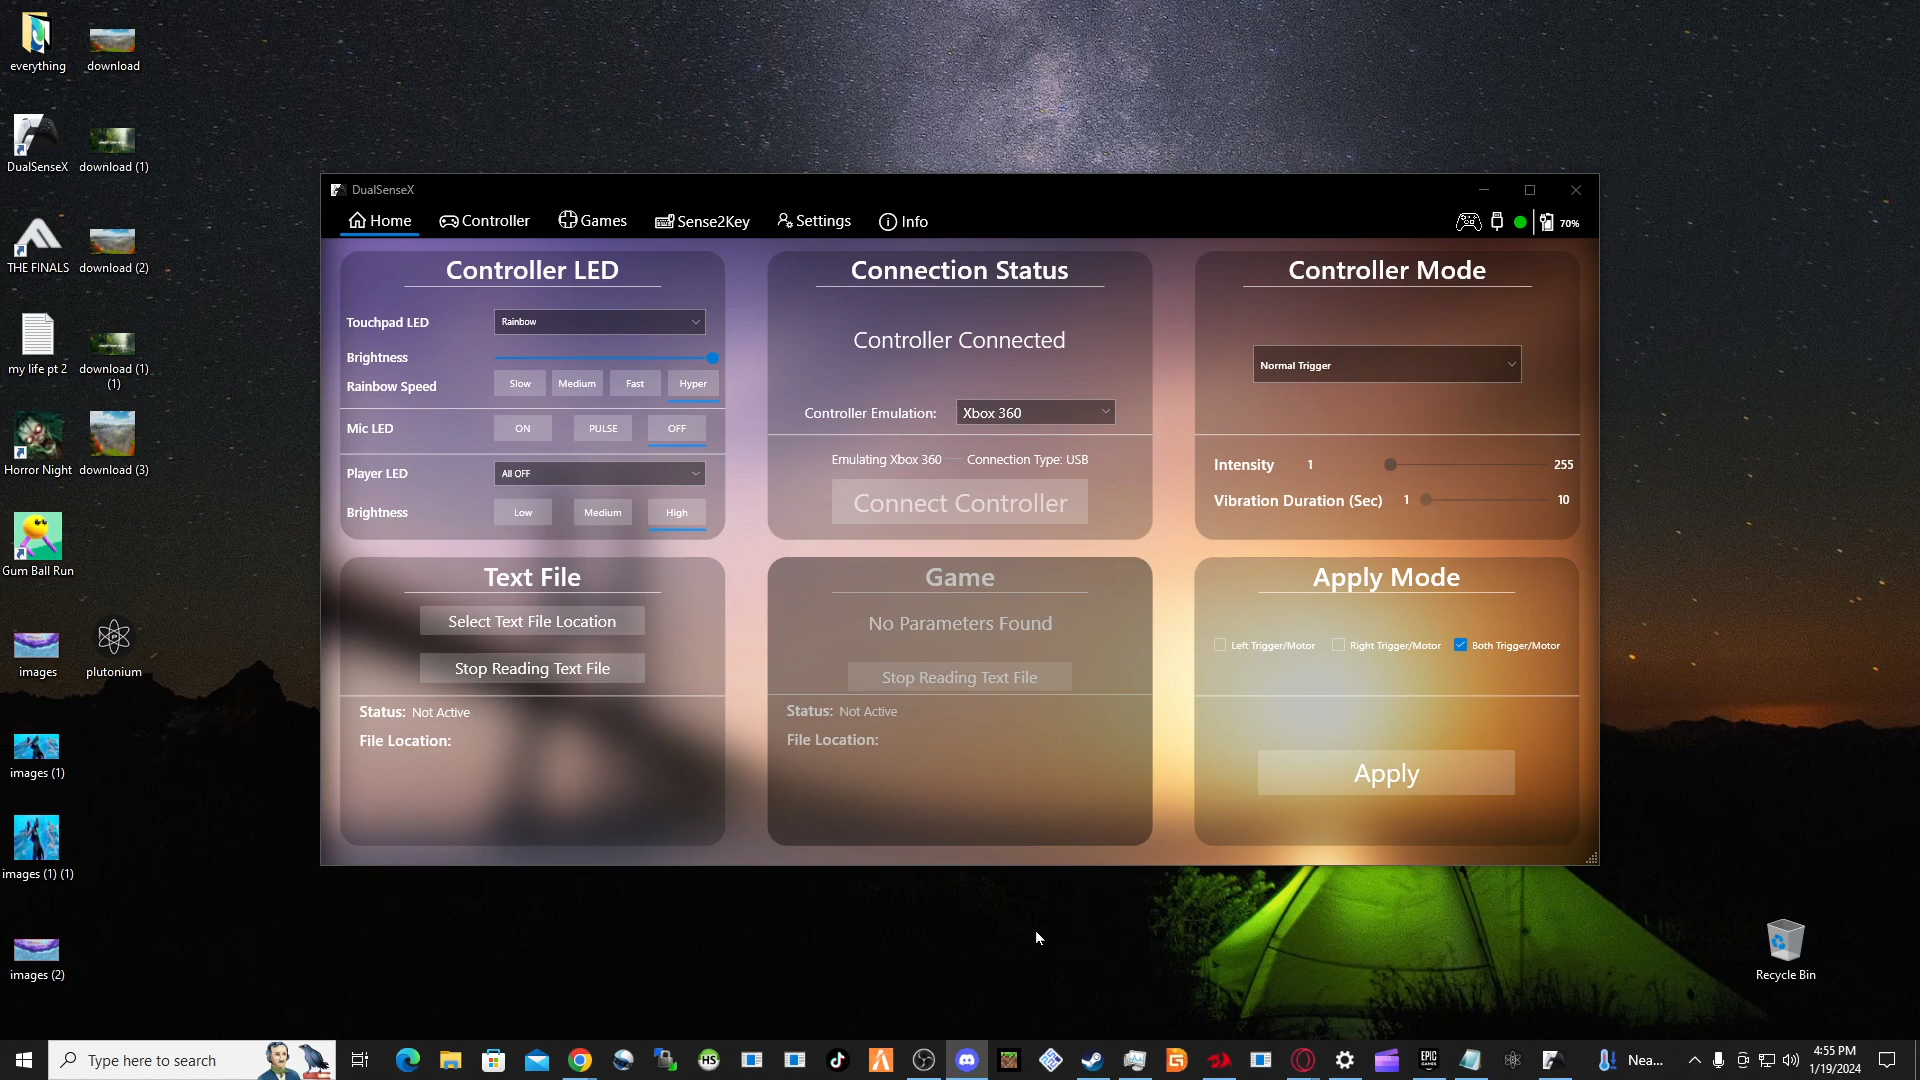 everything
download
DualSenseX
download (1)
THE FINALS
download (2)
my life pt 2
download (1)
(1)
Horror Night
download (3)
Gum Ball Run
images
plutonium
images (1)
images (1) (1)
images (2)
DualSenseX
Home
Controller
Games
Sense2Key
Settings
Info
70%
Controller LED
Touchpad LED
Rainbow
Brightness
Rainbow Speed
Slow
Medium
Fast
Hyper
Mic LED
ON
PULSE
OFF
Player LED
All OFF
Brightness
Low
Medium
High
Connection Status
Controller Connected
Controller Emulation:
Xbox 360
Emulating Xbox 360
Connection Type: USB
Connect Controller
Controller Mode
Normal Trigger
Intensity 1 255
Vibration Duration (Sec) 1 10
Text File
Select Text File Location
Stop Reading Text File
Status: Not Active
File Location:
Game
No Parameters Found
Stop Reading Text File
Status: Not Active
File Location:
Apply Mode
Left Trigger/Motor
Right Trigger/Motor
Both Trigger/Motor
Apply
Recycle Bin
Type here to search
HS
EPIC
GAMES
Nea...
4:55 PM
1/19/2024